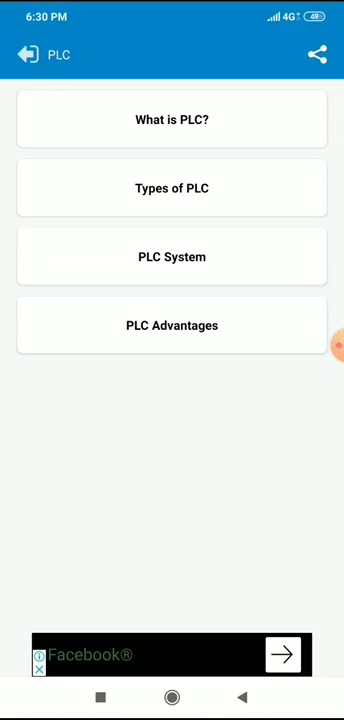 6:30 PM 4G+ 49
PLC
What is PLC?
Types of PLC
PLC System
PLC Advantages
Facebook®